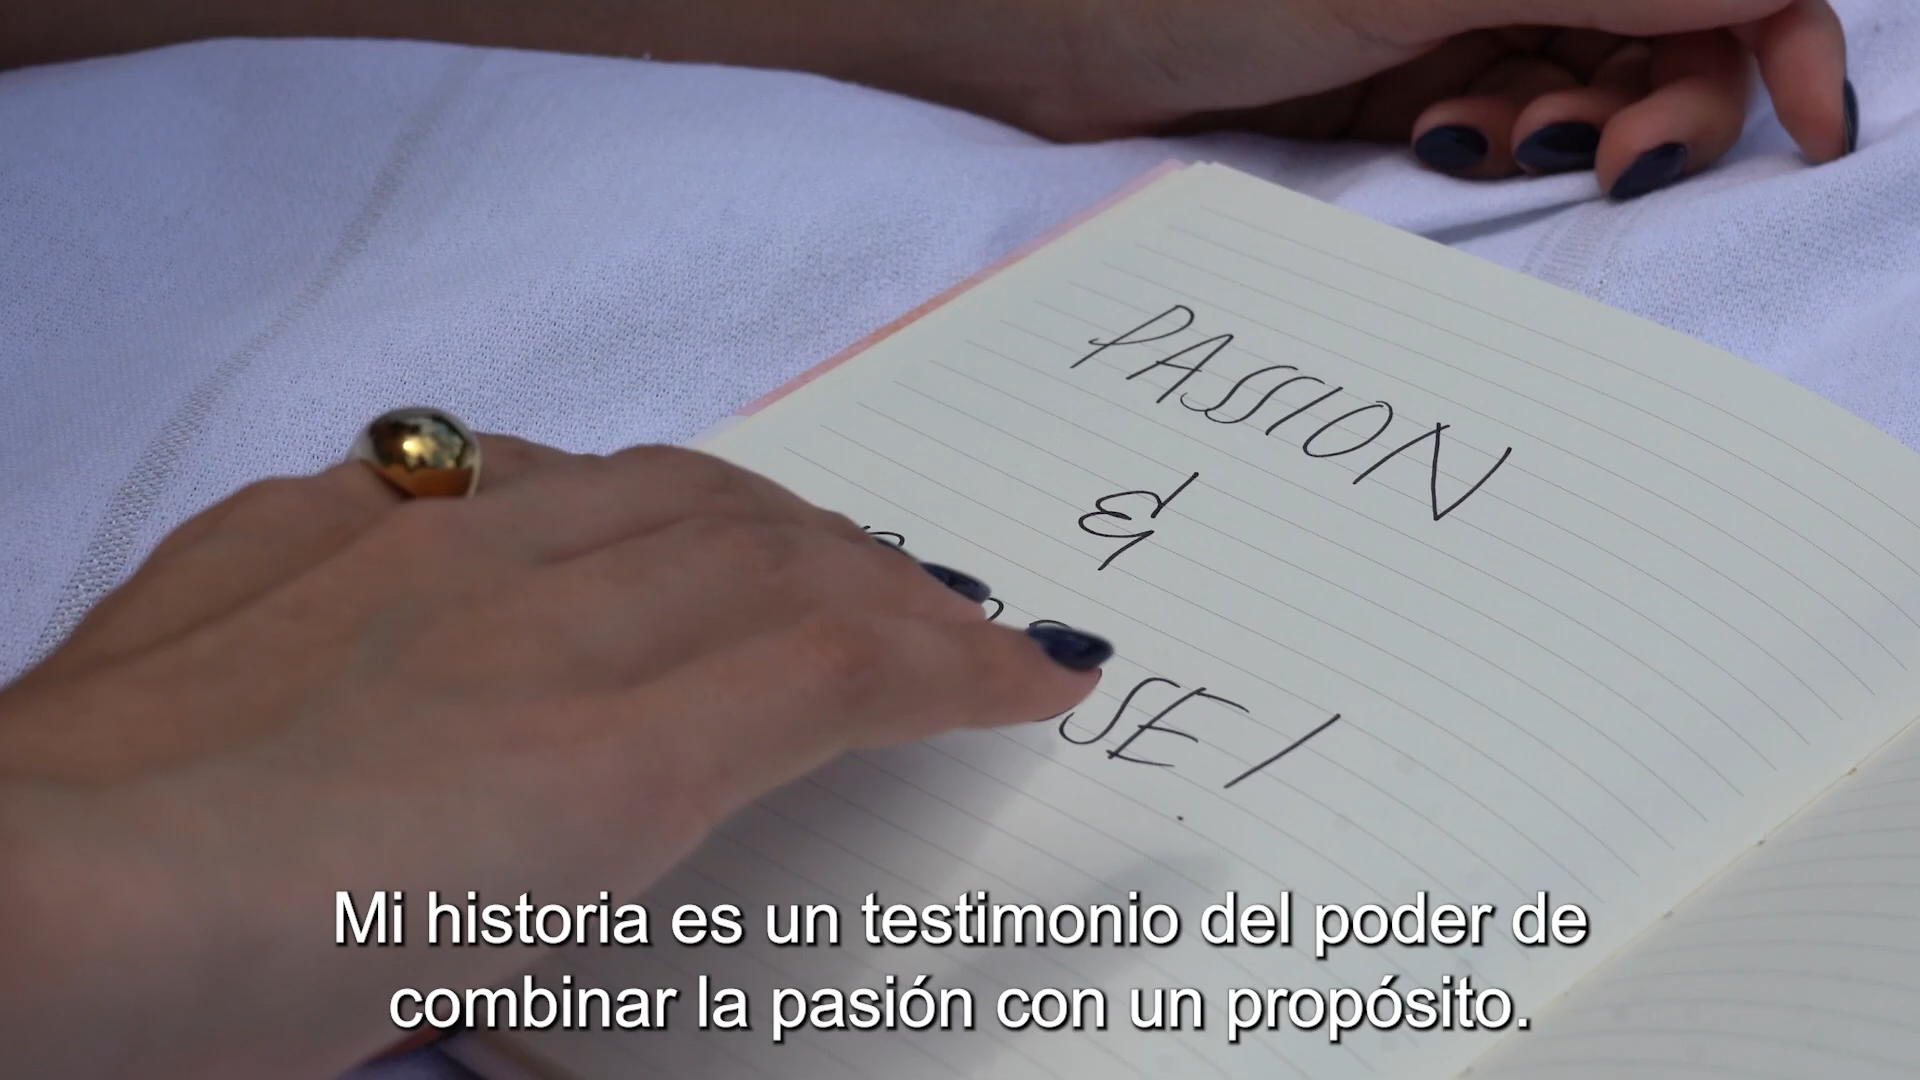 PASSION
&
Mi historia es un testimonio del poder de
combinar la pasión con un propósito.